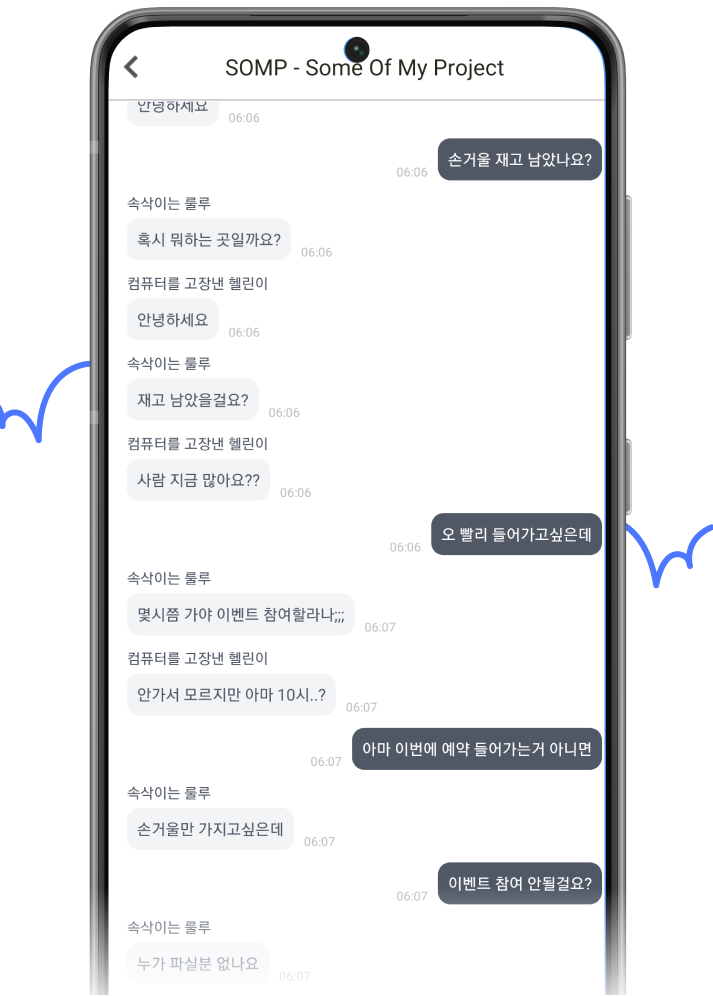 SOMP - Some Of My Project
안녕하세요
06:06
손거울 재고 남았나요?
06:06
속삭이는 룰루
혹시 뭐하는 곳일까요?
06:06
컴퓨터를 고장낸 헬린이
안녕하세요
06:06
속삭이는 룰루
재고 남았을걸요?
06:06
컴퓨터를 고장낸 헬린이
사람 지금 많아요??
06:06
오 빨리 들어가고싶은데
06:06
속삭이는 룰루
몇시쯤 가야 이벤트 참여할라나;;;
06:07
컴퓨터를 고장낸 헬린이
안가서 모르지만 아마 10시..?
06:07
아마 이번에 예약 들어가는거 아니면
06:07
속삭이는 룰루
손거울만 가지고싶은데
06:07
이벤트 참여 안될걸요?
06:07
속삭이는 룰루
누가 파실분 없나요
06:07